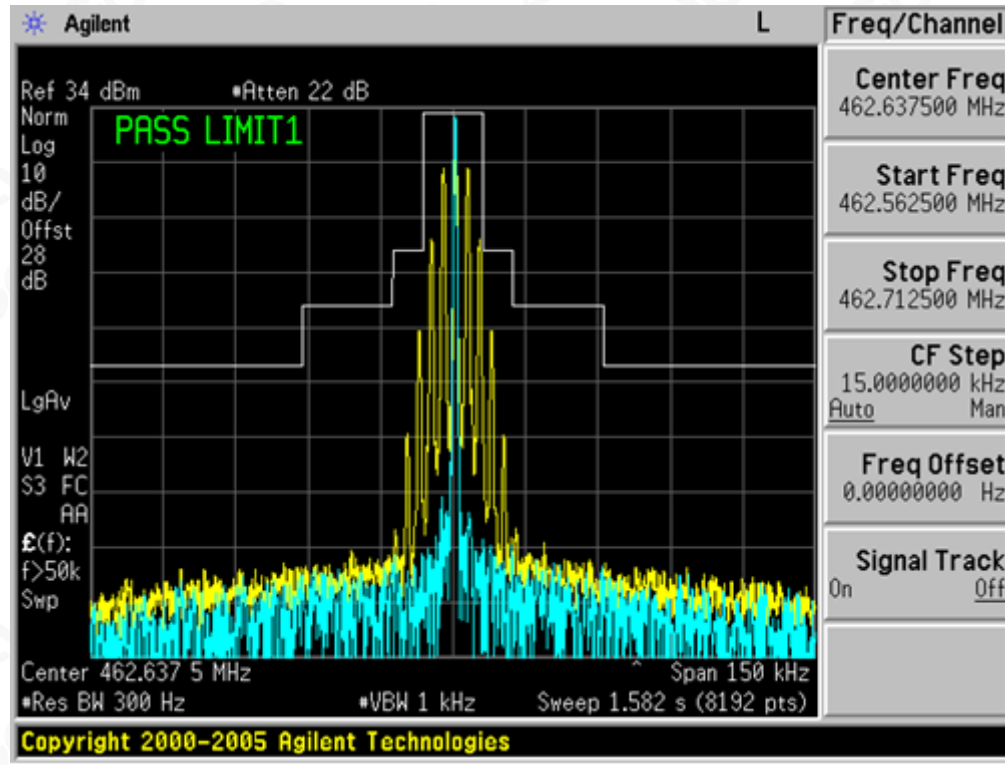 Agilent L Freq/Channel
Ref 34 dBm *Atten 22 dB
Norm
Log
10
dB/
Offst
28
dB
LgAv
V1 W2
S3 FC
AA
£(f):
f>50k
Swp
PASS LIMIT1
Center 462.637 5 MHz Span 150 kHz
*Res BW 300 Hz *VBW 1 kHz Sweep 1.582 s (8192 pts)
Copyright 2000-2005 Agilent Technologies
Center Freq
462.637500 MHz
Start Freq
462.562500 MHz
Stop Freq
462.712500 MHz
CF Step
15.0000000 kHz
Auto Man
Freq Offset
0.00000000 Hz
Signal Track
On Off